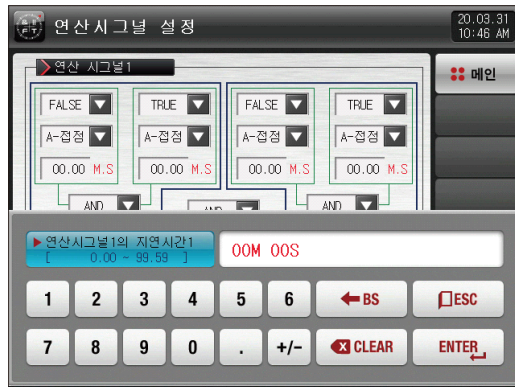 연산시그널 설정
20.03.31
10:46 AM
연산 시그널1
메인
FALSE TRUE FALSE TRUE
A-접점 A-접점 A-접점 A-접점
00.00 M.S 00.00 M.S 00.00 M.S 00.00 M.S
AND AND AND
연산시그널1의 지연시간1
[ 0.00 ~ 99.59 ]
00M 00S
1 2 3 4 5 6 BS ESC
7 8 9 0 . +/- CLEAR ENTER